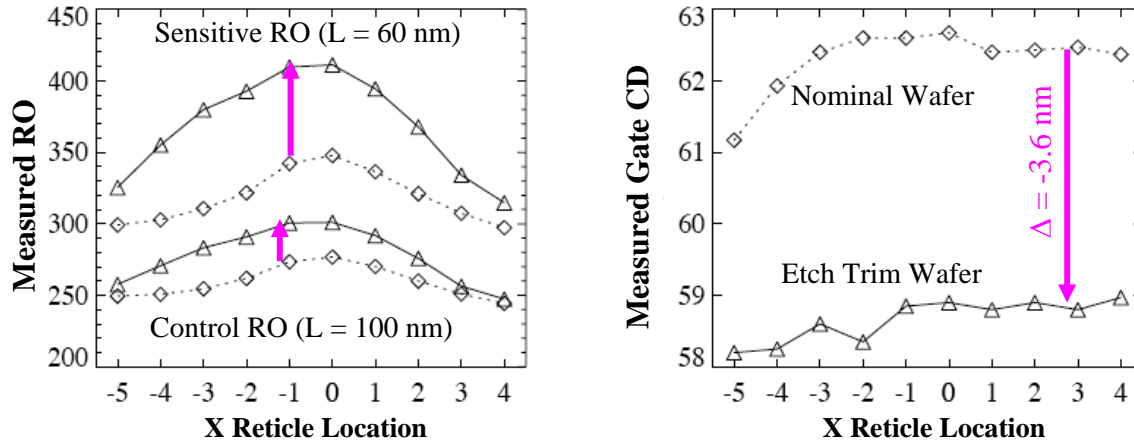 450
400
350
300
250
200
Measured RO
Sensitive RO (L = 60 nm)
Control RO (L = 100 nm)
-5 -4 -3 -2 -1 0 1 2 3 4
X Reticle Location
63
62
61
60
59
58
Measured Gate CD
Nominal Wafer
Δ = -3.6 nm
Etch Trim Wafer
-5 -4 -3 -2 -1 0 1 2 3 4
X Reticle Location